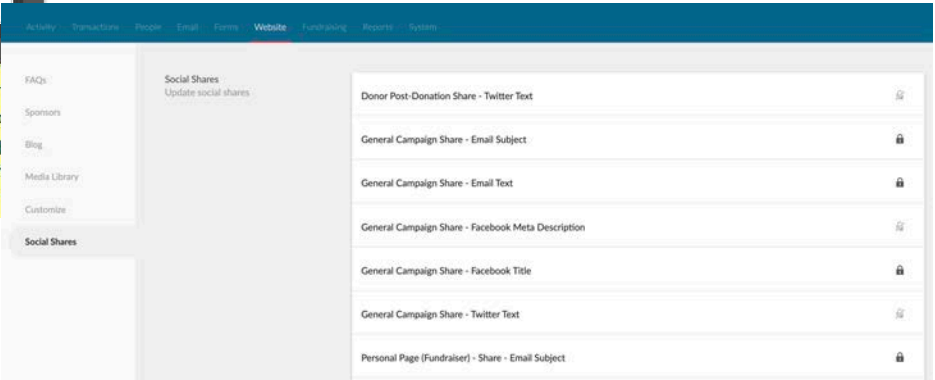 Activity Transactions People Email Forms Website Fundraising Reports System
FAQs
Sponsors
Blog
Media Library
Customize
Social Shares
Social Shares
Update social shares
Donor Post-Donation Share - Twitter Text
General Campaign Share - Email Subject
General Campaign Share - Email Text
General Campaign Share - Facebook Meta Description
General Campaign Share - Facebook Title
General Campaign Share - Twitter Text
Personal Page (Fundraiser) - Share - Email Subject